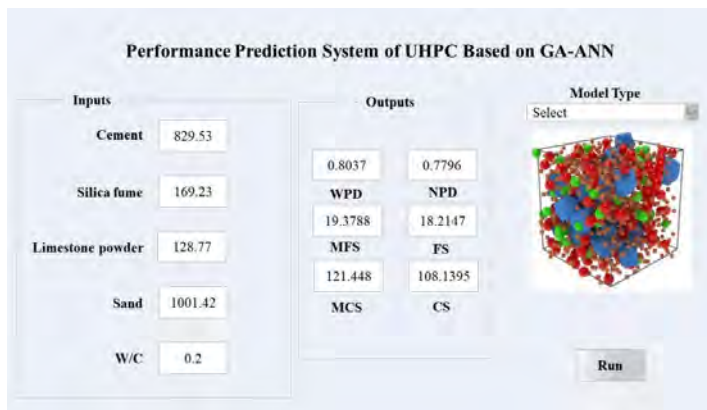 Performance Prediction System of UHPC Based on GA-ANN
Inputs
Cement 829.53
Silica fume 169.23
Limestone powder 128.77
Sand 1001.42
W/C 0.2
Outputs
0.8037 0.7796
WPD NPD
19.3788 18.2147
MFS FS
121.448 108.1395
MCS CS
Model Type
Select
Run